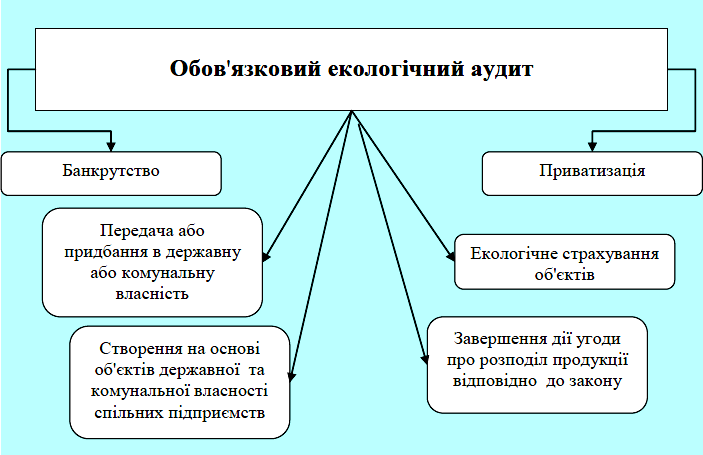 Обов'язковий екологічний аудит
Банкрутство
Приватизація
Передача або
придбання в державну
або комунальну
власність
Екологічне страхування
об'єктів
Створення на основі
об'єктів державної та
комунальної власності
спільних підприємств
Завершення дії угоди
про розподіл продукції
відповідно до закону